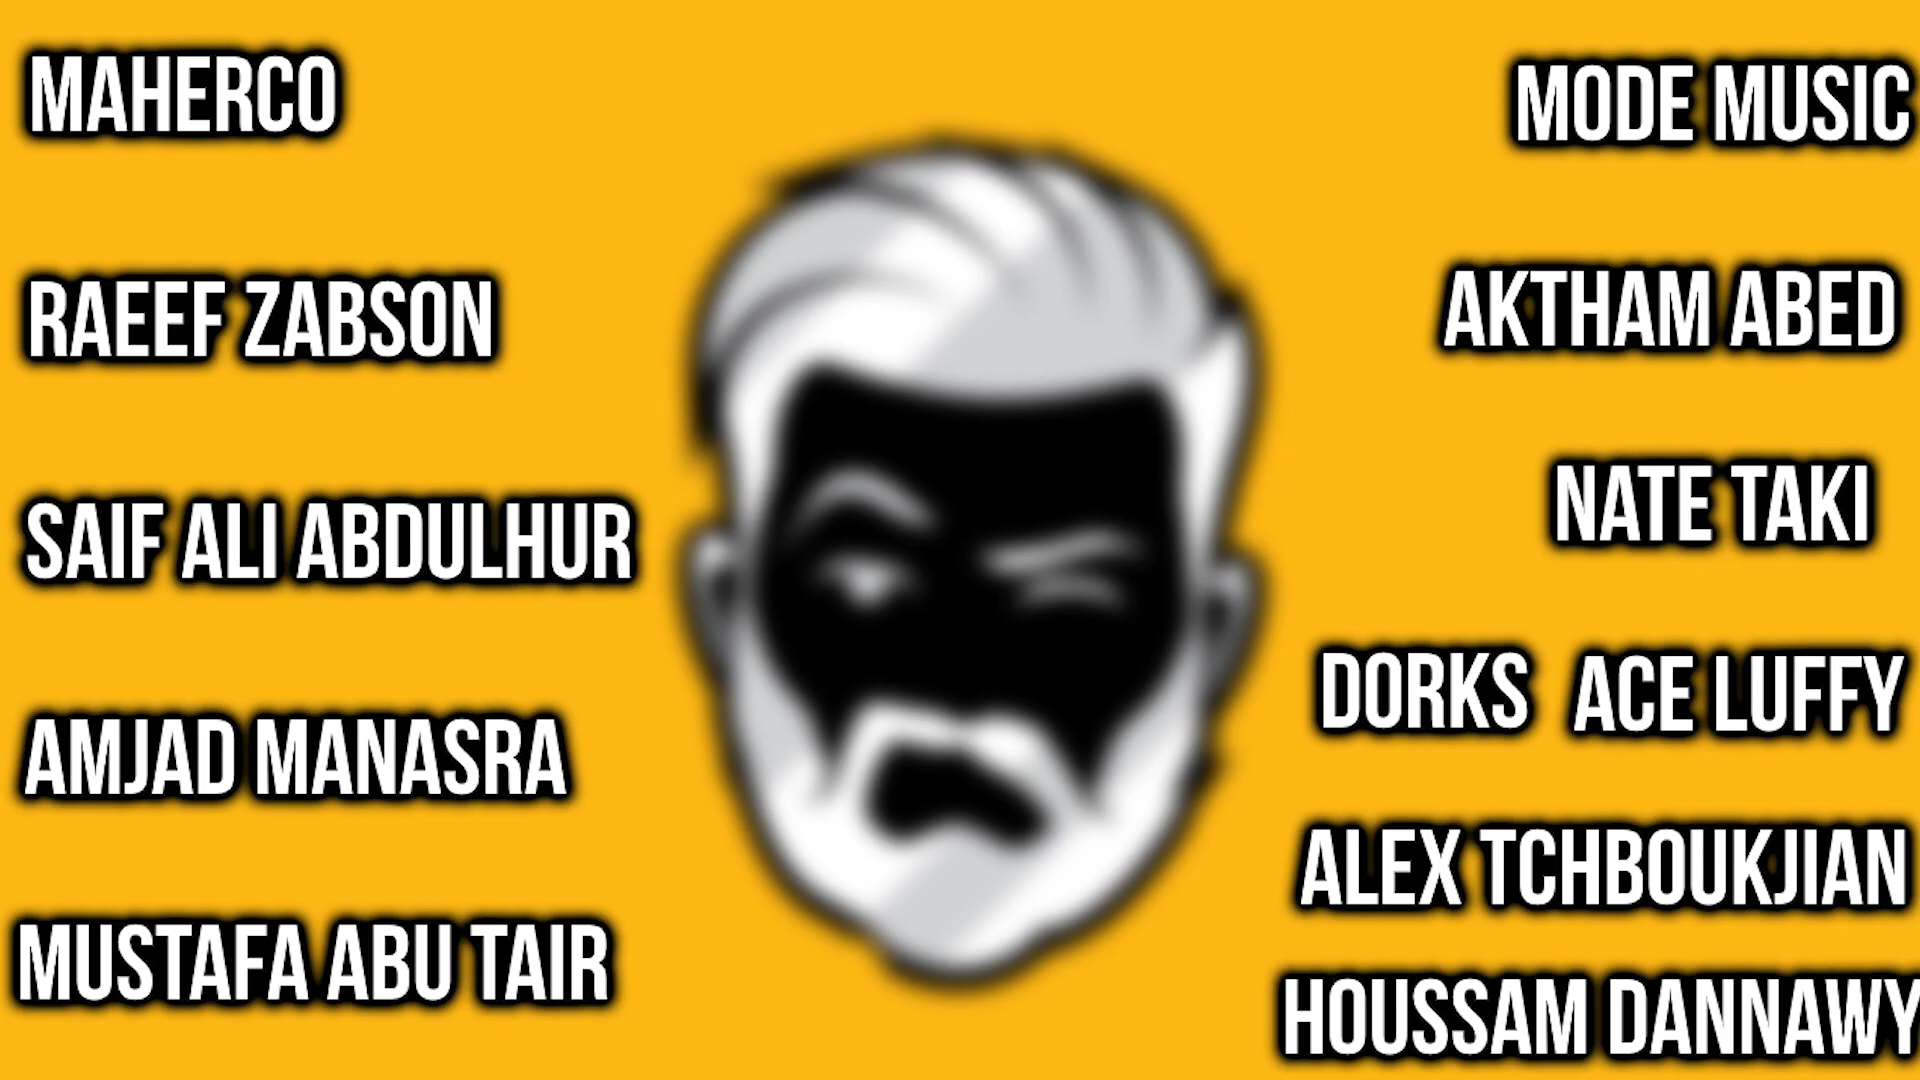 MAHERCO
RAEEF ZABSON
SAIF ALI ABDULHUR
AMJAD MANASRA
MUSTAFA ABU TAIR
MODE MUSIC
AKTHAM ABED
NATE TAKI
DORKS ACE LUFFY
ALEX TCHBOUKJIAN
HOUSSAM DANNAWY